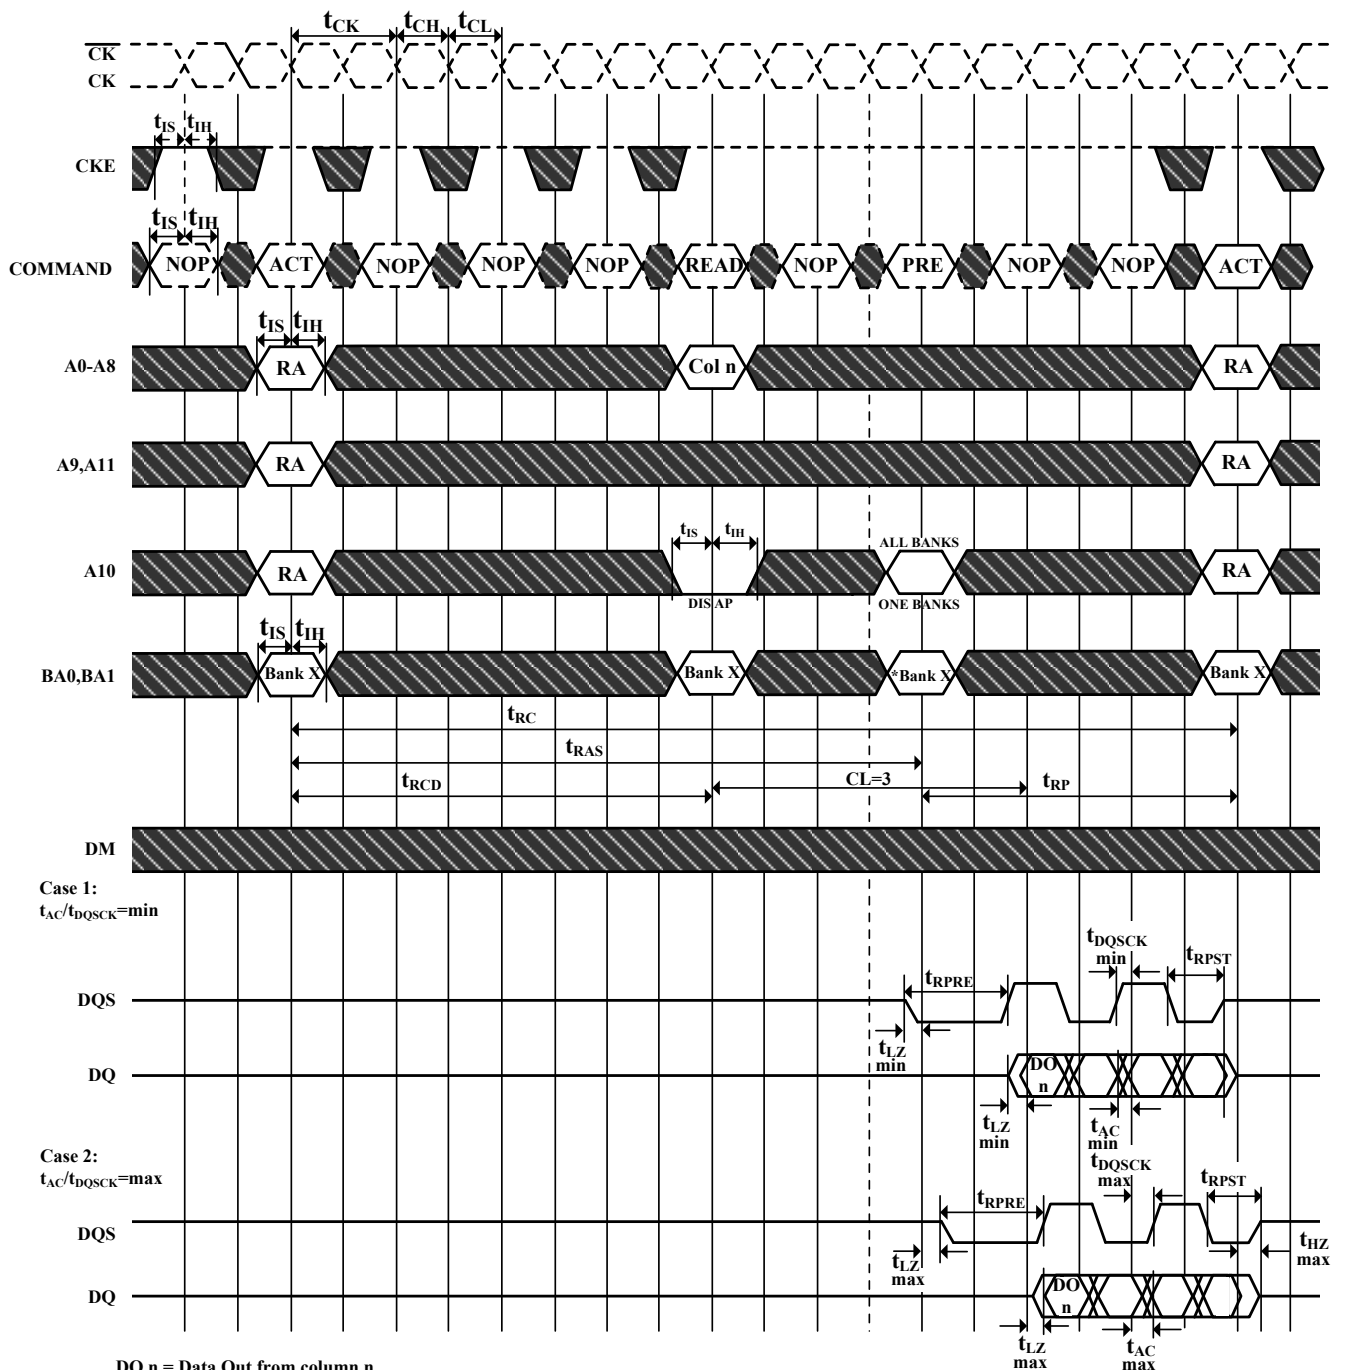 tCK tCH tCL
CK
CK
tIS tIH
CKE
tIS tIH
COMMAND NOP ACT NOP NOP NOP READ NOP PRE NOP NOP ACT
tIS tIH
A0-A8 RA Col n RA
A9,A11 RA RA
tIS tIH
ALL BANKS
A10 RA RA
DIS AP ONE BANKS
tIS tIH
BA0,BA1 Bank X Bank X *Bank X Bank X
tRC
tRAS
tRCD CL=3 tRP
DM
Case 1:
tAC/tDQSCK=min
tDQSCK
min
tRPRE tRPST
DQS
tLZ
min
DQ DO
n
tLZ
min
tAC
min
Case 2:
tAC/tDQSCK=max
tDQSCK
max
tRPRE tRPST
DQS
tLZ
max
tHZ
max
DQ DO
n
tLZ
max
tAC
max
DO n = Data Out from column n